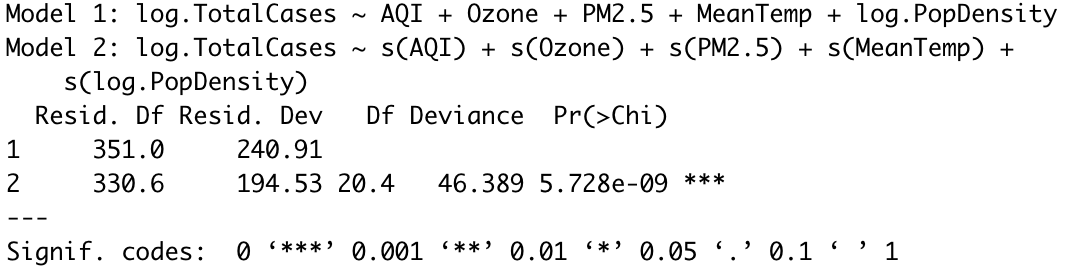 Model 1: log.TotalCases ~ AQI + Ozone + PM2.5 + MeanTemp + log.PopDensity
Model 2: log.TotalCases ~ s(AQI) + s(Ozone) + s(PM2.5) + s(MeanTemp) +
    s(log.PopDensity)
  Resid. Df Resid. Dev   Df Deviance  Pr(>Chi)
1     351.0     240.91
2     330.6     194.53 20.4   46.389 5.728e-09 ***
---
Signif. codes:  0 ‘***’ 0.001 ‘**’ 0.01 ‘*’ 0.05 ‘.’ 0.1 ‘ ’ 1